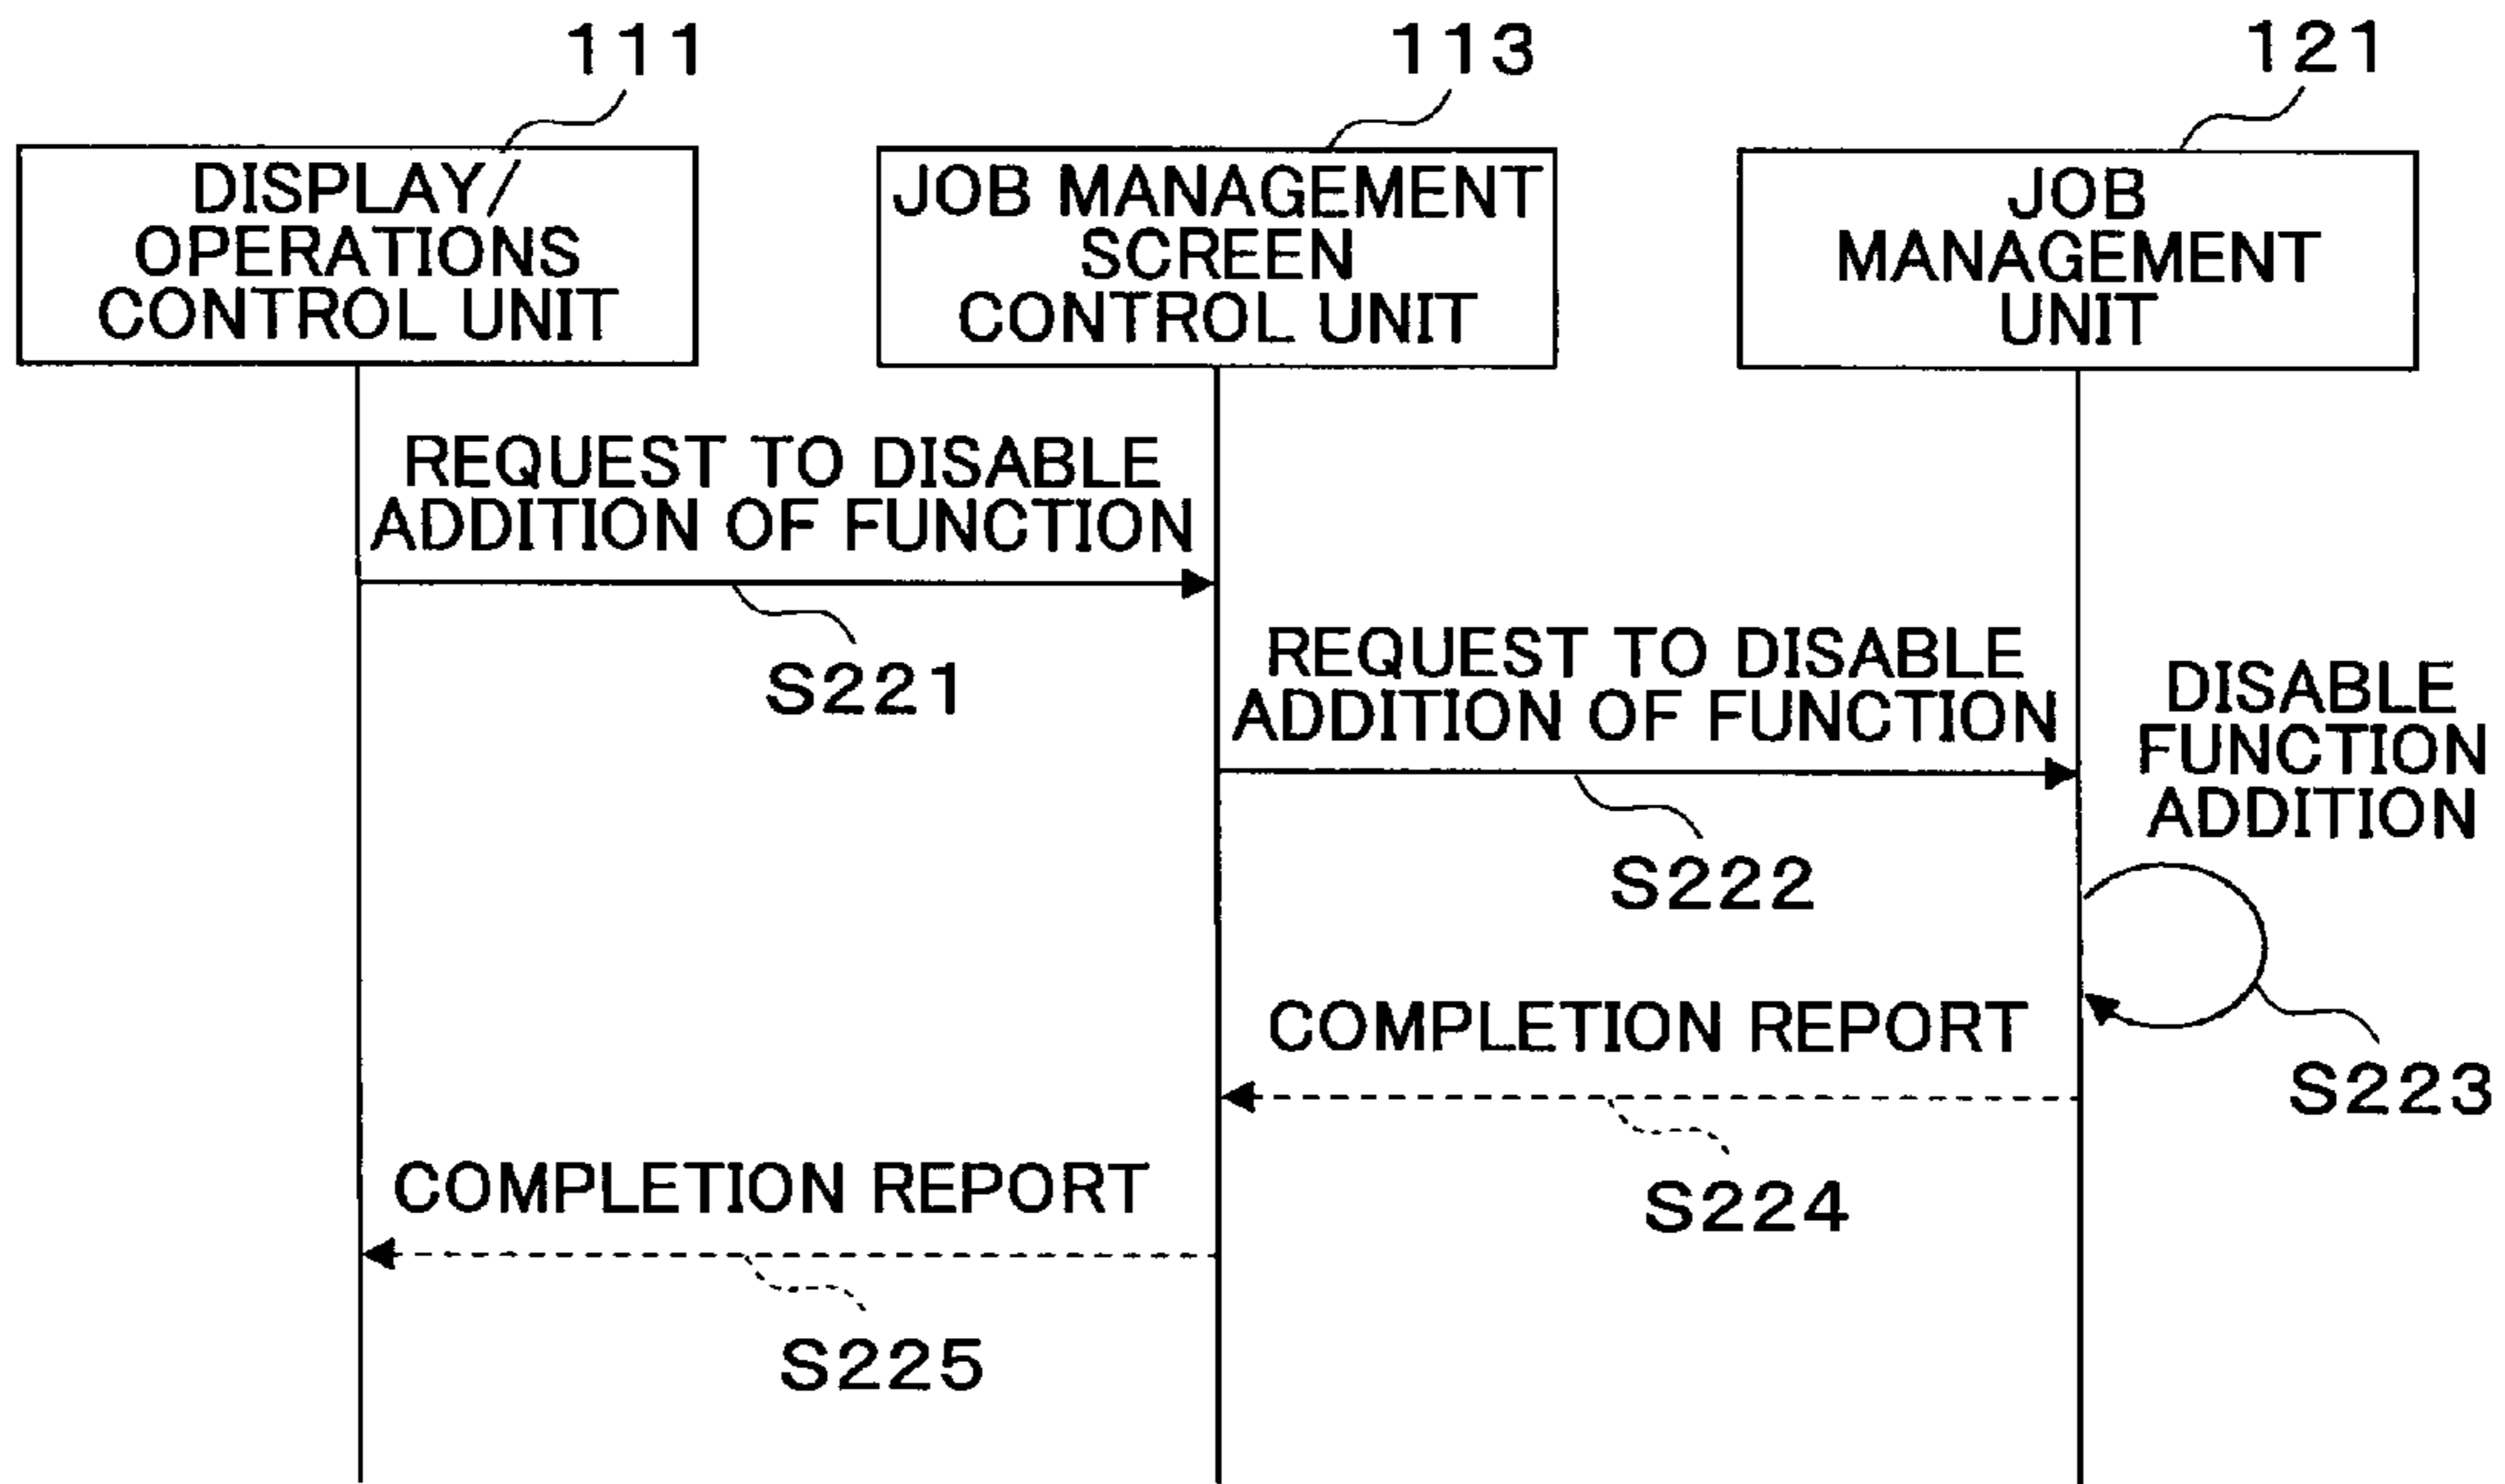 111
113
121
DISPLAY/
OPERATIONS
CONTROL UNIT
JOB MANAGEMENT
SCREEN
CONTROL UNIT
JOB
MANAGEMENT
UNIT
REQUEST TO DISABLE
ADDITION OF FUNCTION
S221
REQUEST TO DISABLE
ADDITION OF FUNCTION
S222
DISABLE
FUNCTION
ADDITION
S223
COMPLETION REPORT
S224
COMPLETION REPORT
S225